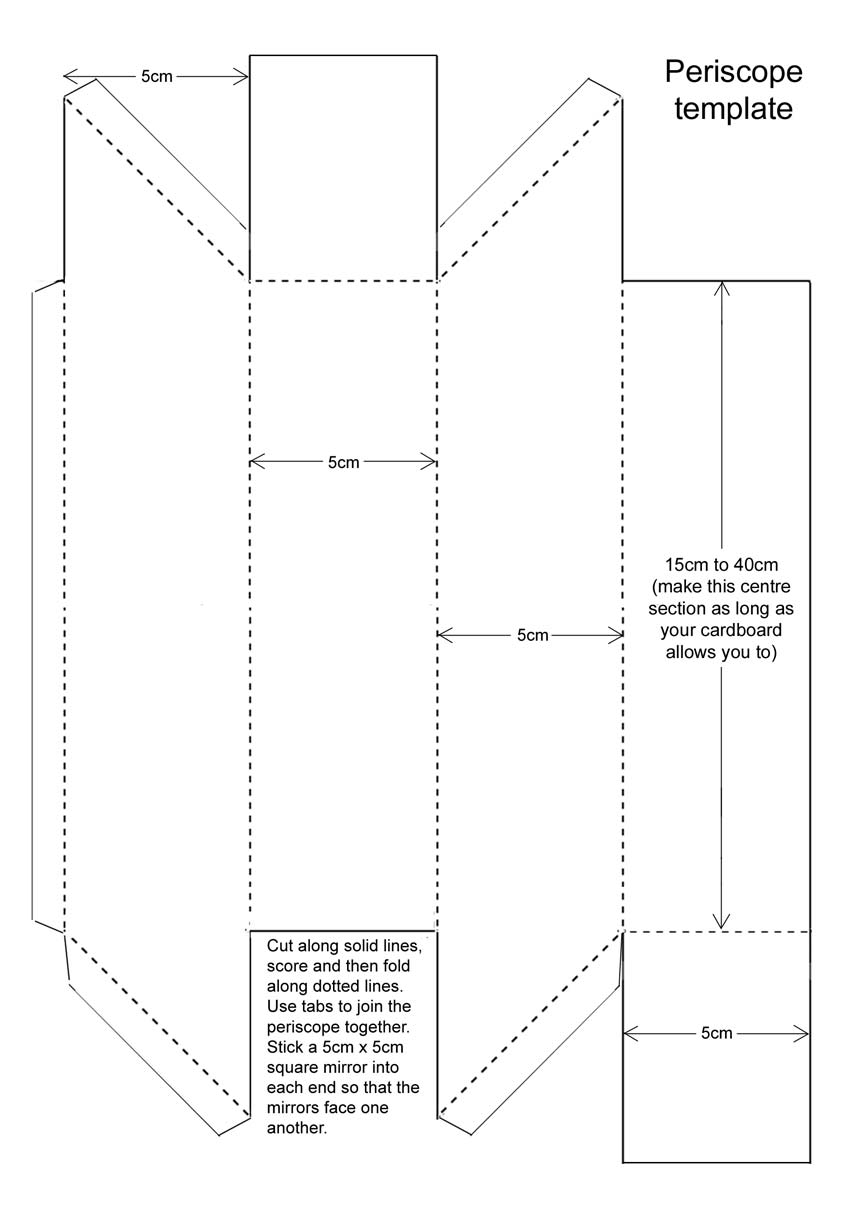 Periscope
template
5cm
5cm
15cm to 40cm
(make this centre
section as long as
your cardboard
allows you to)
5cm
Cut along solid lines,
score and then fold
along dotted lines.
Use tabs to join the
periscope together.
Stick a 5cm x 5cm
square mirror into
each end so that the
mirrors face one
another.
5cm